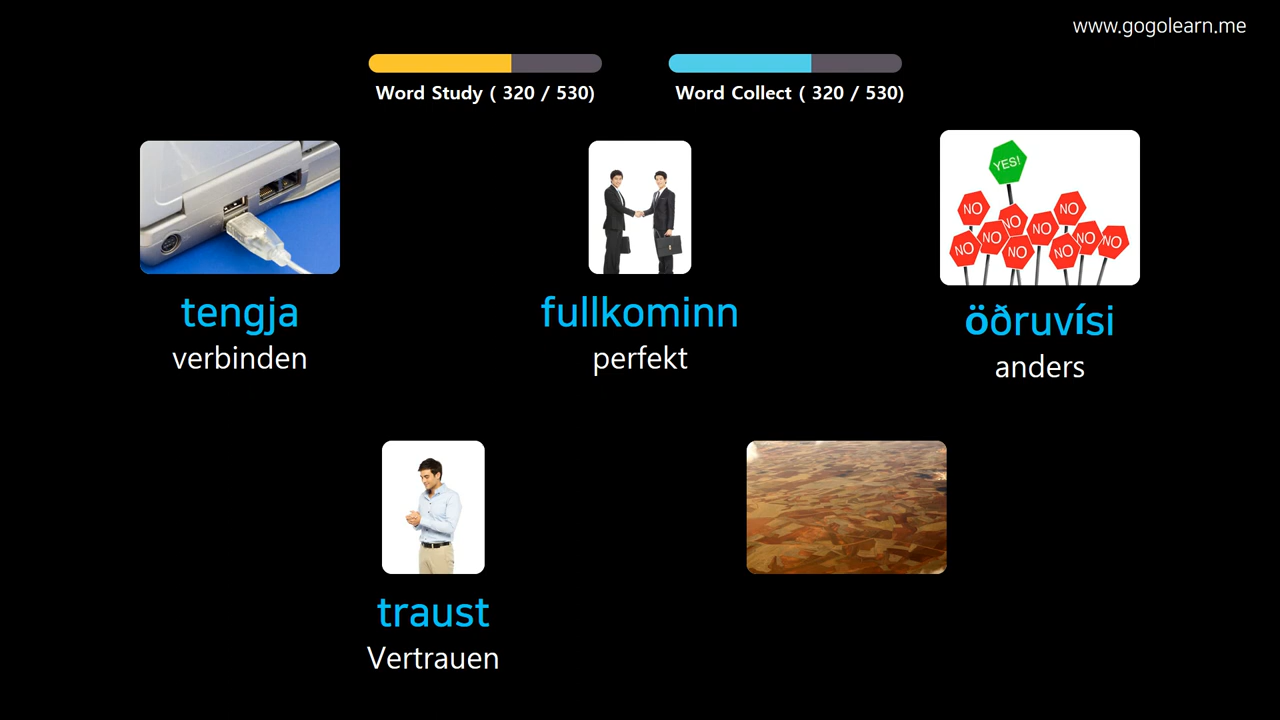 www.gogolearn.me
Word Study ( 320 / 530)
Word Collect ( 320 / 530)
YES!
NO
NO
NO
NO
NO
NO
NO
NO
NO
NO
tengja
verbinden
fullkominn
perfekt
öðruvísi
anders
traust
Vertrauen